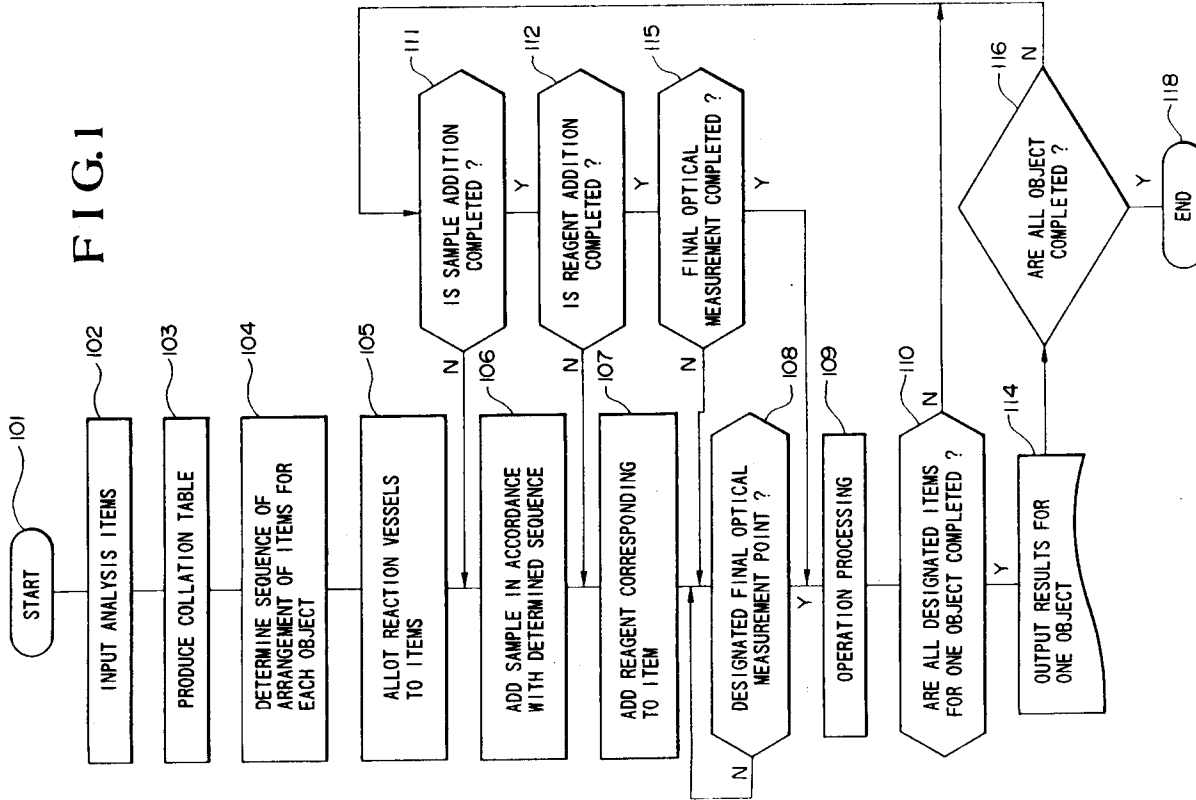 FIG.1
START
101
INPUT ANALYSIS ITEMS
102
PRODUCE COLLATION TABLE
103
DETERMINE SEQUENCE OF
ARRANGEMENT OF ITEMS FOR
EACH OBJECT
104
ALLOT REACTION VESSELS
TO ITEMS
105
ADD SAMPLE IN ACCORDANCE
WITH DETERMINED SEQUENCE
106
ADD REAGENT CORRESPONDING
TO ITEM
107
DESIGNATED FINAL OPTICAL
MEASUREMENT POINT ?
108
N
Y
OPERATION PROCESSING
109
ARE ALL DESIGNATED ITEMS
FOR ONE OBJECT COMPLETED ?
110
N
Y
OUTPUT RESULTS FOR
ONE OBJECT
114
IS SAMPLE ADDITION
COMPLETED ?
111
N
Y
IS REAGENT ADDITION
COMPLETED ?
112
N
Y
FINAL OPTICAL
MEASUREMENT COMPLETED ?
115
N
Y
ARE ALL OBJECT
COMPLETED ?
116
N
Y
END
118